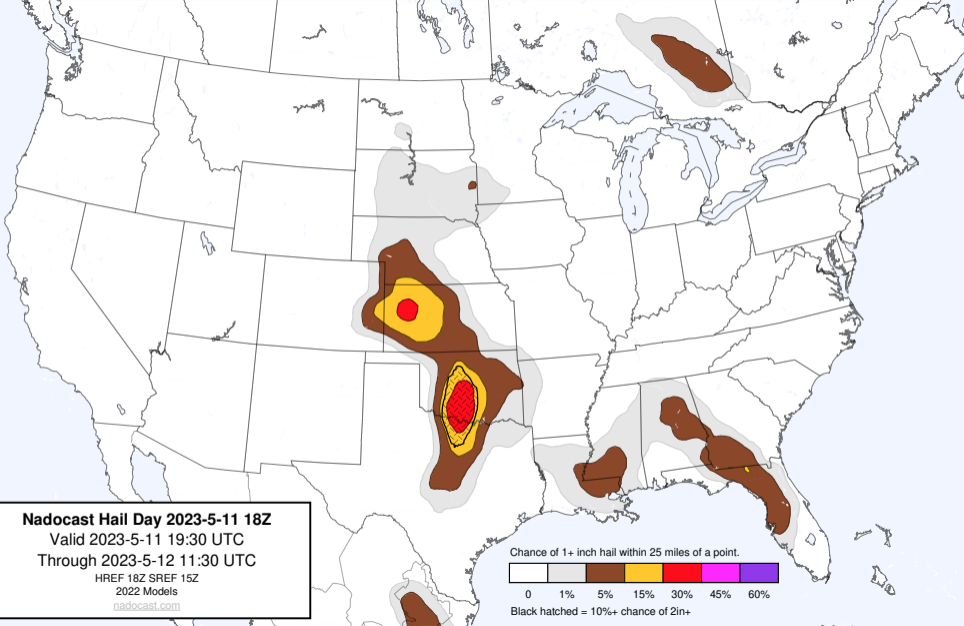 Nadocast Hail Day 2023-5-11 18Z
Valid 2023-5-11 19:30 UTC
Through 2023-5-12 11:30 UTC
HREF 18Z SREF 15Z
2022 Models
nadocast.com
Chance of 1+ inch hail within 25 miles of a point.
0 1% 5% 15% 30% 45% 60%
Black hatched = 10%+ chance of 2in+